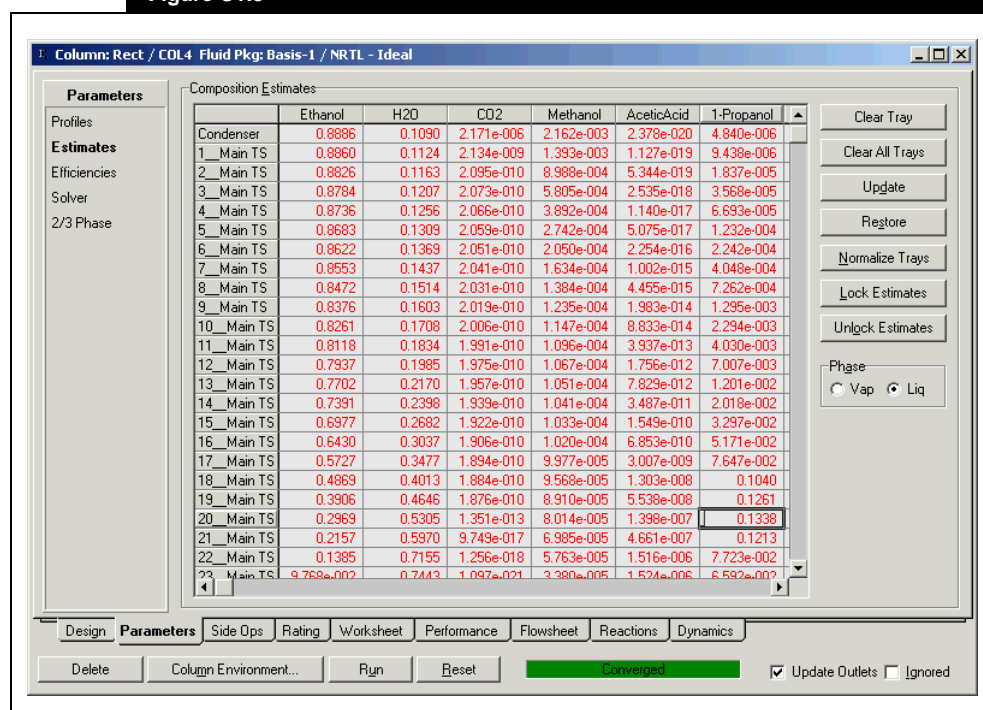 Column: Rect / COL4 Fluid Pkg: Basis-1 / NRTL - Ideal
Parameters
Profiles
Estimates
Efficiencies
Solver
2/3 Phase
Composition Estimates
Ethanol H2O CO2 Methanol AceticAcid 1-Propanol
Condenser 0.8886 0.1090 2.171e-006 2.162e-003 2.378e-020 4.840e-006
1__Main TS 0.8860 0.1124 2.134e-009 1.393e-003 1.127e-019 9.438e-006
2__Main TS 0.8826 0.1163 2.095e-010 8.988e-004 5.344e-019 1.837e-005
3__Main TS 0.8784 0.1207 2.073e-010 5.805e-004 2.535e-018 3.568e-005
4__Main TS 0.8736 0.1256 2.066e-010 3.892e-004 1.140e-017 6.693e-005
5__Main TS 0.8683 0.1309 2.059e-010 2.742e-004 5.075e-017 1.232e-004
6__Main TS 0.8622 0.1369 2.051e-010 2.050e-004 2.254e-016 2.242e-004
7__Main TS 0.8553 0.1437 2.041e-010 1.634e-004 1.002e-015 4.048e-004
8__Main TS 0.8472 0.1514 2.031e-010 1.384e-004 4.455e-015 7.262e-004
9__Main TS 0.8376 0.1603 2.019e-010 1.235e-004 1.983e-014 1.295e-003
10__Main TS 0.8261 0.1708 2.006e-010 1.147e-004 8.833e-014 2.294e-003
11__Main TS 0.8118 0.1834 1.991e-010 1.096e-004 3.937e-013 4.030e-003
12__Main TS 0.7937 0.1985 1.975e-010 1.067e-004 1.756e-012 7.007e-003
13__Main TS 0.7702 0.2170 1.957e-010 1.051e-004 7.829e-012 1.201e-002
14__Main TS 0.7391 0.2398 1.939e-010 1.041e-004 3.487e-011 2.018e-002
15__Main TS 0.6977 0.2682 1.922e-010 1.033e-004 1.549e-010 3.297e-002
16__Main TS 0.6430 0.3037 1.906e-010 1.020e-004 6.853e-010 5.171e-002
17__Main TS 0.5727 0.3477 1.894e-010 9.977e-005 3.007e-009 7.647e-002
18__Main TS 0.4869 0.4013 1.884e-010 9.568e-005 1.303e-008 0.1040
19__Main TS 0.3906 0.4646 1.876e-010 8.910e-005 5.538e-008 0.1261
20__Main TS 0.2969 0.5305 1.351e-013 8.014e-005 1.398e-007 0.1338
21__Main TS 0.2157 0.5970 9.749e-017 6.985e-005 4.661e-007 0.1213
22__Main TS 0.1385 0.7155 1.256e-018 5.763e-005 1.516e-006 7.723e-002
23__Main TS 9.768e-002 0.7443 1.097e-021 3.380e-005 1.524e-006 6.592e-002
Clear Tray
Clear All Trays
Update
Restore
Normalize Trays
Lock Estimates
Unlock Estimates
Phase
Vap Liq
Design Parameters Side Ops Rating Worksheet Performance Flowsheet Reactions Dynamics
Delete Column Environment... Run Reset Converged Update Outlets Ignored